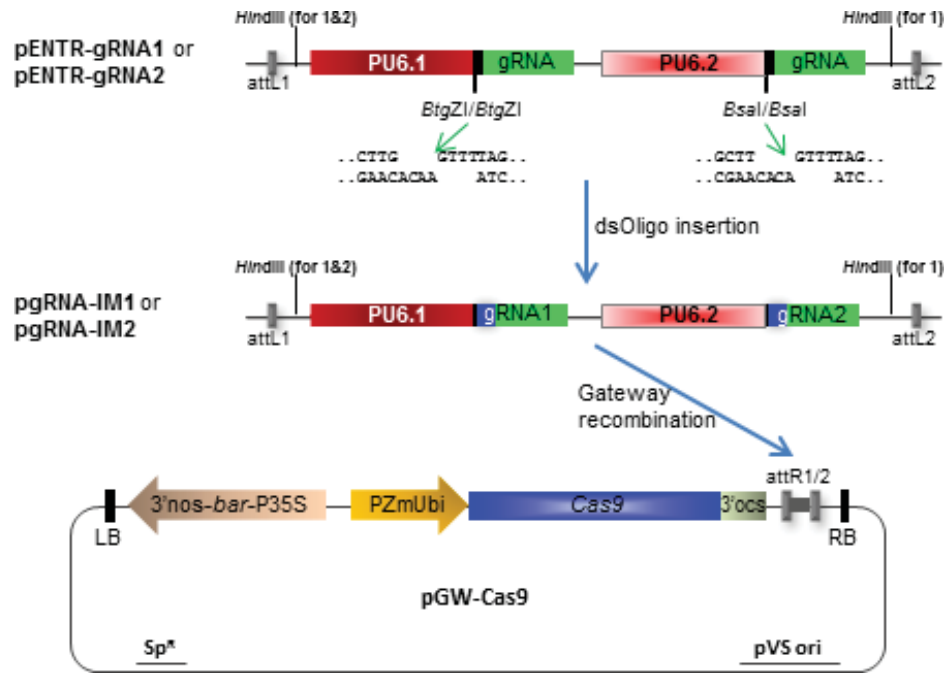 HindIII (for 1&2)
HindIII (for 1)
pENTR-gRNA1 or
pENTR-gRNA2
PU6.1
gRNA
PU6.2
gRNA
attL1
attL2
BtgZI/BtgZI
BsaI/BsaI
..CTTG GTTTTAG..
..GAACACAA ATC..
..GCTT GTTTTAG..
..CGAACACA ATC..
dsOligo insertion
HindIII (for 1&2)
HindIII (for 1)
pgRNA-IM1 or
pgRNA-IM2
PU6.1
gRNA1
PU6.2
gRNA2
attL1
attL2
Gateway
recombination
attR1/2
3'nos-bar-P35S
PZmUbi
Cas9
3'ocs
LB
RB
pGW-Cas9
Spᴿ
pVS ori